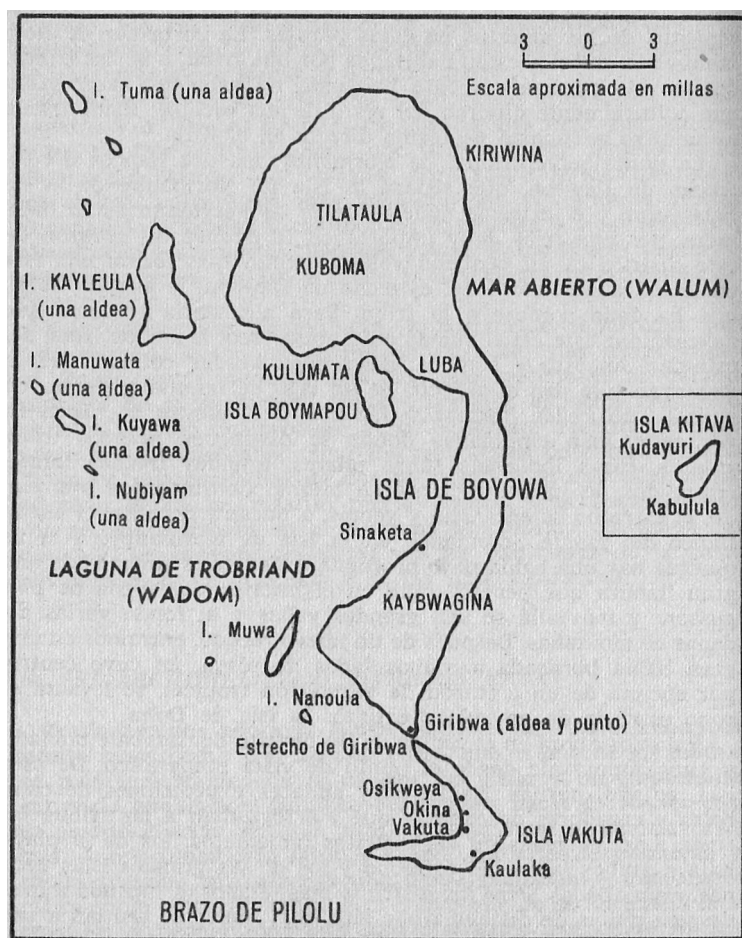 3 0 3
Escala aproximada en millas
I. Tuma (una aldea)
KIRIWINA
TILATAULA
KUBOMA
I. KAYLEULA
(una aldea)
MAR ABIERTO (WALUM)
I. Manuwata
(una aldea)
LUBA
KULUMATA
ISLA BOYMAPOU
I. Kuyawa
(una aldea)
ISLA KITAVA
Kudayuri
Kabulula
I. Nubiyam
(una aldea)
ISLA DE BOYOWA
Sinaketa
LAGUNA DE TROBRIAND
(WADOM)
KAYBWAGINA
I. Muwa
I. Nanoula
Giribwa (aldea y punto)
Estrecho de Giribwa
Osikweya
Okina
Vakuta
ISLA VAKUTA
Kaulaka
BRAZO DE PILOLU